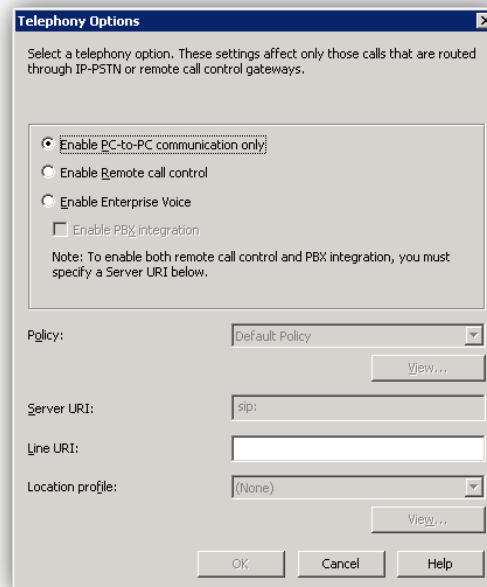 Telephony Options
Select a telephony option. These settings affect only those calls that are routed
through IP-PSTN or remote call control gateways.
Enable PC-to-PC communication only
Enable Remote call control
Enable Enterprise Voice
Enable PBX integration
Note: To enable both remote call control and PBX integration, you must
specify a Server URI below.
Policy:
Default Policy
View...
Server URI:
sip:
Line URI:
Location profile:
(None)
View...
OK
Cancel
Help